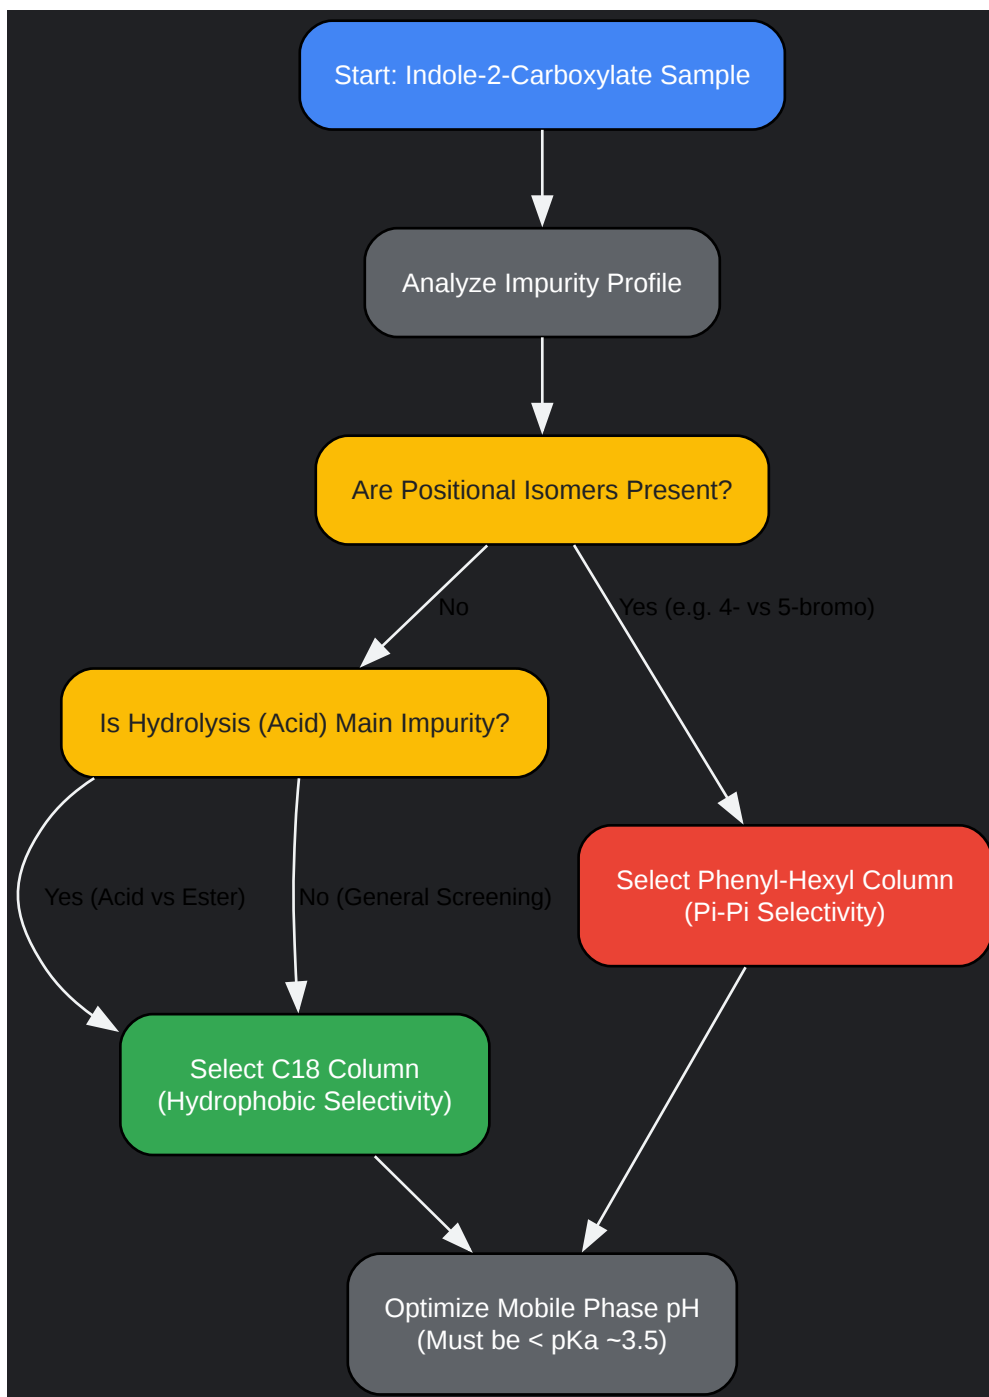 Start: Indole-2-Carboxylate Sample
Analyze Impurity Profile
Are Positional Isomers Present?
No
Yes (e.g. 4- vs 5-bromo)
Is Hydrolysis (Acid) Main Impurity?
Yes (Acid vs Ester)
No (General Screening)
Select Phenyl-Hexyl Column
(Pi-Pi Selectivity)
Select C18 Column
(Hydrophobic Selectivity)
Optimize Mobile Phase pH
(Must be < pKa ~3.5)